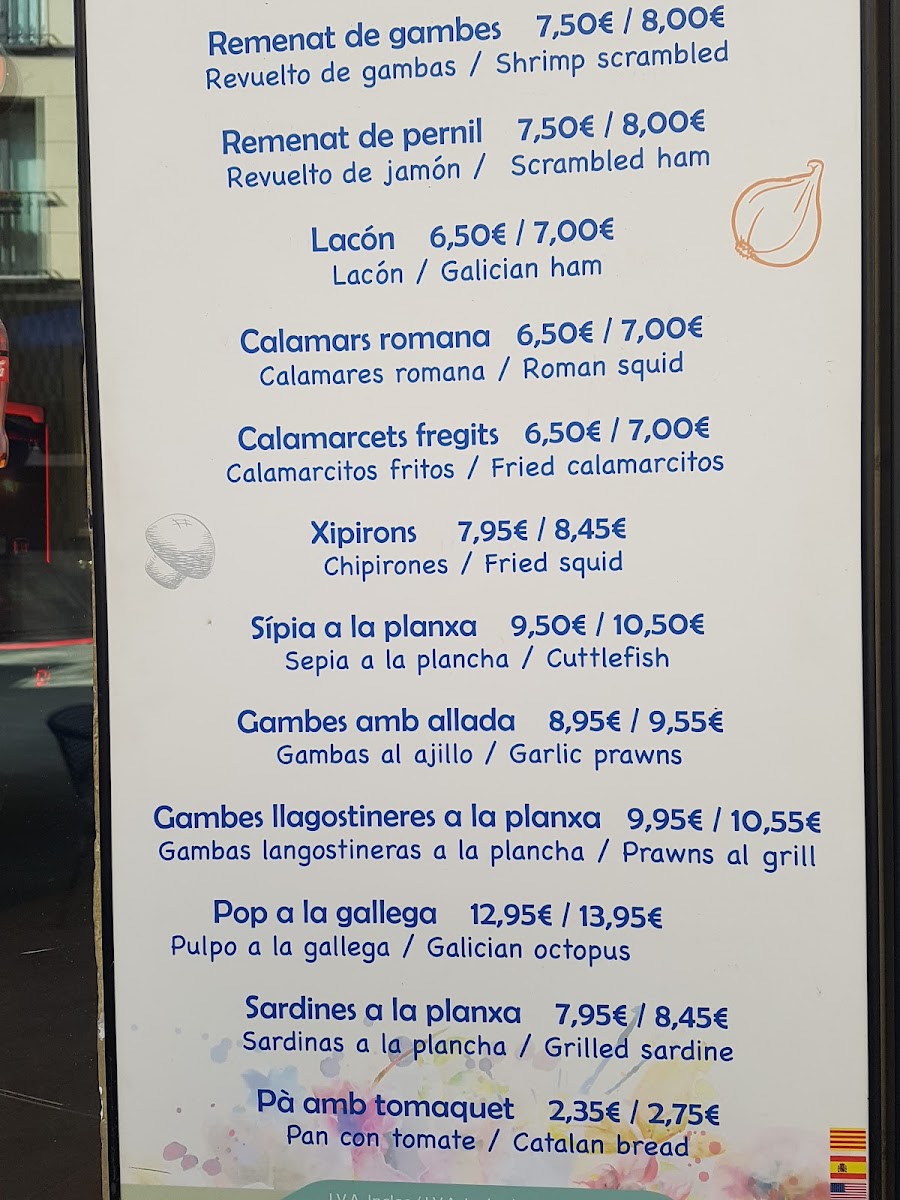 Remenat de gambes 7,50€ / 8,00€
Revuelto de gambas / Shrimp scrambled
Remenat de pernil 7,50€ / 8,00€
Revuelto de jamón / Scrambled ham
Lacón 6,50€ / 7,00€
Lacón / Galician ham
Calamars romana 6,50€ / 7,00€
Calamares romana / Roman squid
Calamarcets fregits 6,50€ / 7,00€
Calamarcitos fritos / Fried calamarcitos
Xipirons 7,95€ / 8,45€
Chipirones / Fried squid
Sípia a la planxa 9,50€ / 10,50€
Sepia a la plancha / Cuttlefish
Gambes amb allada 8,95€ / 9,55€
Gambas al ajillo / Garlic prawns
Gambes llagostineres a la planxa 9,95€ / 10,55€
Gambas langostineras a la plancha / Prawns al grill
Pop a la gallega 12,95€ / 13,95€
Pulpo a la gallega / Galician octopus
Sardines a la planxa 7,95€ / 8,45€
Sardinas a la plancha / Grilled sardine
Pà amb tomaquet 2,35€ / 2,75€
Pan con tomate / Catalan bread